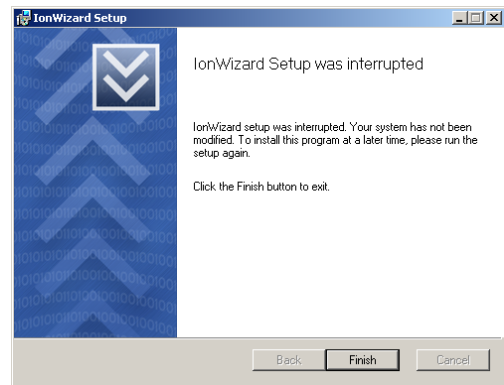 IonWizard Setup
IonWizard Setup was interrupted
IonWizard setup was interrupted. Your system has not been
modified. To install this program at a later time, please run the
setup again.
Click the Finish button to exit.
Back Finish Cancel